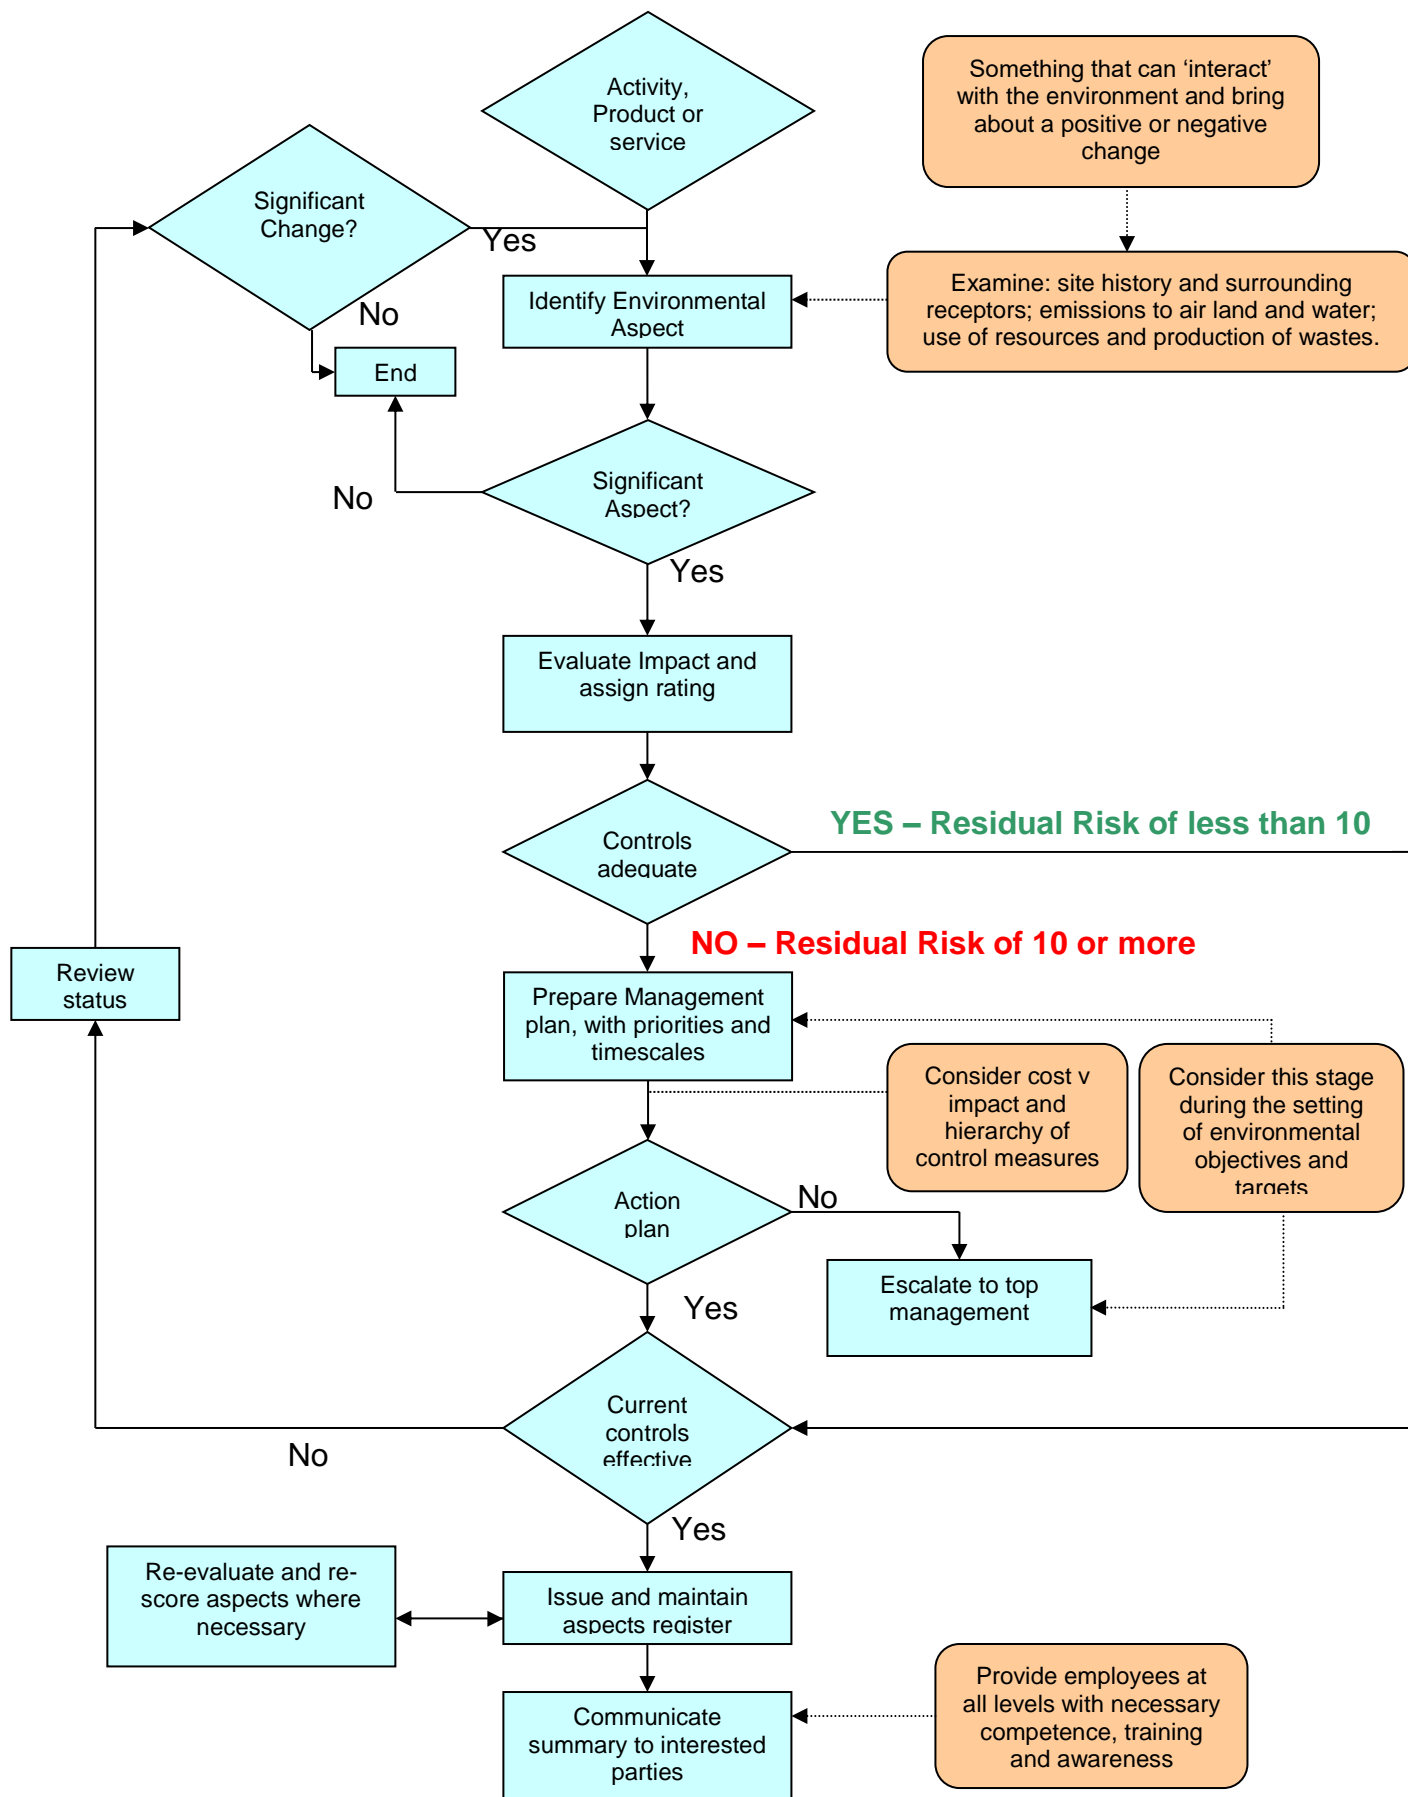 Activity,
Product or
service
Something that can ‘interact’
with the environment and bring
about a positive or negative
change
Significant
Change?
Yes
No
Identify Environmental
Aspect
Examine: site history and surrounding
receptors; emissions to air land and water;
use of resources and production of wastes.
End
Significant
Aspect?
No
Yes
Evaluate Impact and
assign rating
Controls
adequate
YES – Residual Risk of less than 10
NO – Residual Risk of 10 or more
Review
status
Prepare Management
plan, with priorities and
timescales
Consider cost v
impact and
hierarchy of
control measures
Consider this stage
during the setting
of environmental
objectives and
targets
Action
plan
No
Yes
Escalate to top
management
Current
controls
effective
No
Yes
Re-evaluate and re-
score aspects where
necessary
Issue and maintain
aspects register
Communicate
summary to interested
parties
Provide employees at
all levels with necessary
competence, training
and awareness